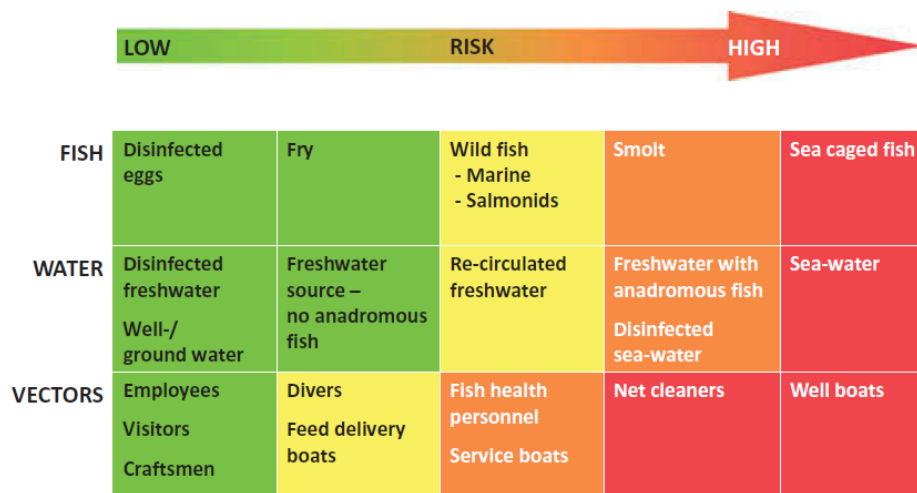 LOW RISK HIGH
FISH
Disinfected
eggs
Fry
Wild fish
- Marine
- Salmonids
Smolt
Sea caged fish
WATER
Disinfected
freshwater
Well-/
ground water
Freshwater
source –
no anadromous
fish
Re-circulated
freshwater
Freshwater with
anadromous fish
Disinfected
sea-water
Sea-water
VECTORS
Employees
Visitors
Craftsmen
Divers
Feed delivery
boats
Fish health
personnel
Service boats
Net cleaners
Well boats